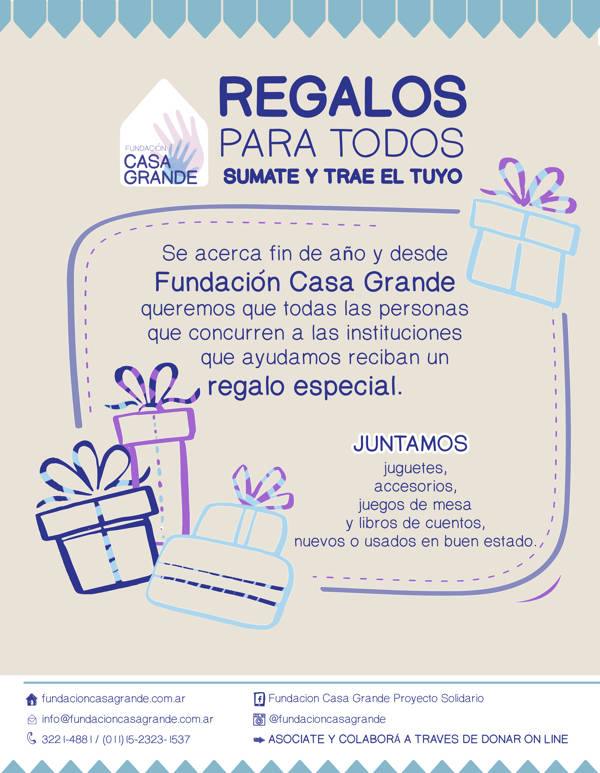 FUNDACIÓN
CASA
GRANDE
REGALOS
PARA TODOS
SUMATE Y TRAE EL TUYO
Se acerca fin de año y desde
Fundación Casa Grande
queremos que todas las personas
que concurren a las instituciones
que ayudamos reciban un
regalo especial.
JUNTAMOS
juguetes,
accesorios,
juegos de mesa
y libros de cuentos,
nuevos o usados en buen estado.
fundacioncasagrande.com.ar
info@fundacioncasagrande.com.ar
3221-4881 / (011)15-2323-1537
Fundacion Casa Grande Proyecto Solidario
@fundacioncasagrande
ASOCIATE Y COLABORÁ A TRAVES DE DONAR ON LINE